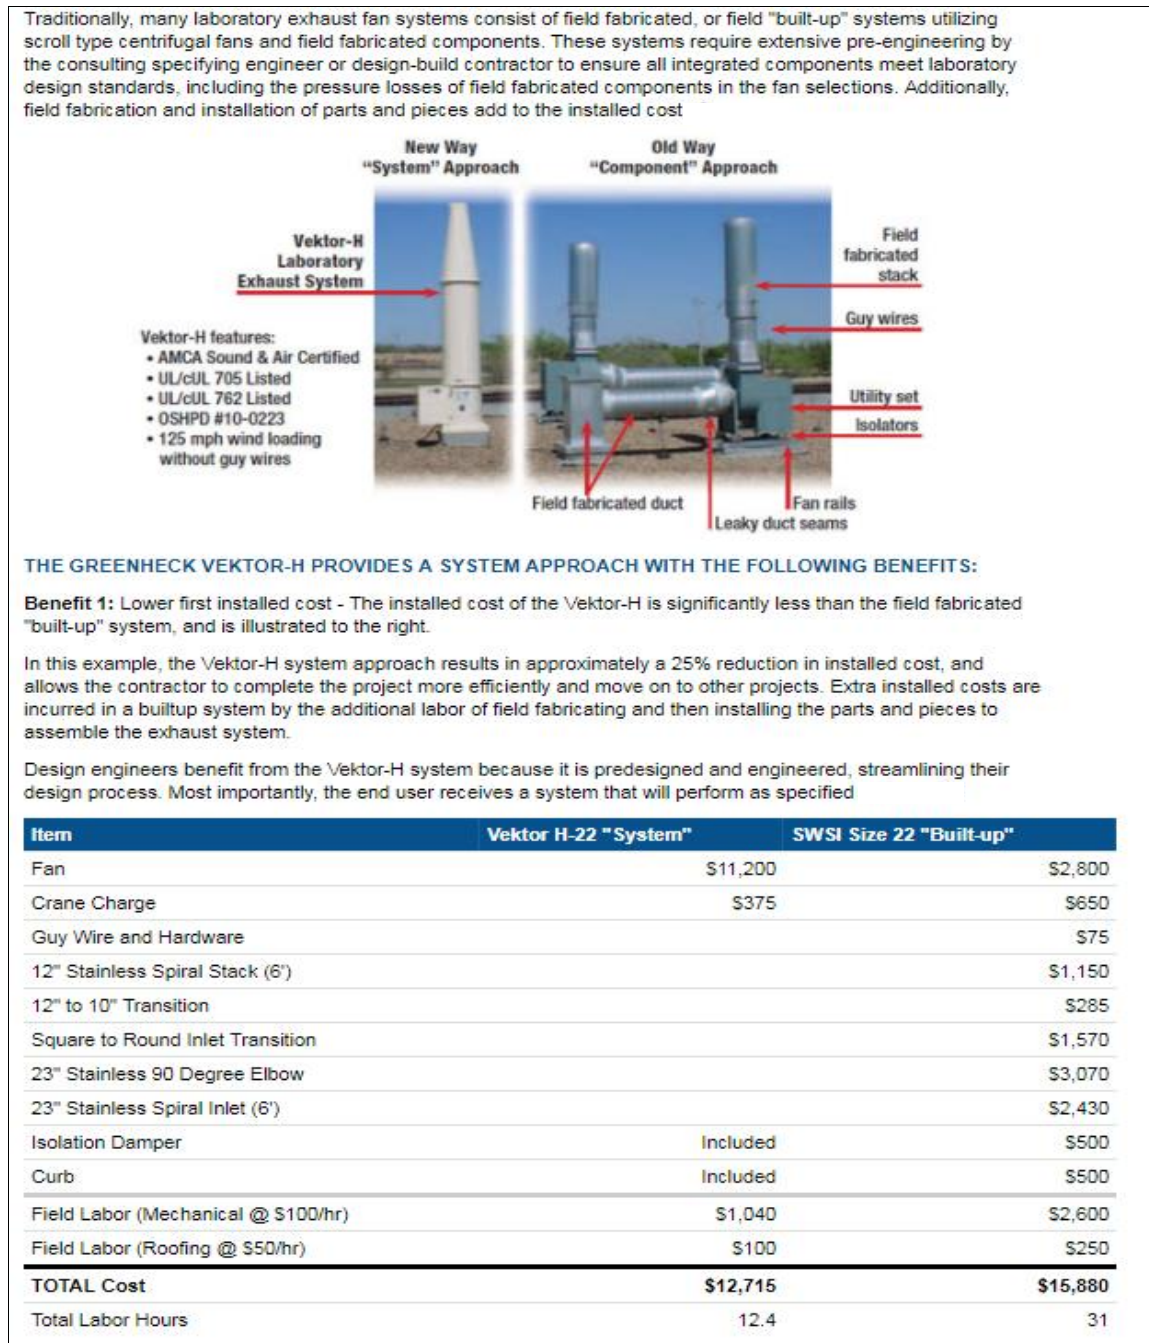 Traditionally, many laboratory exhaust fan systems consist of field fabricated, or field "built-up" systems utilizing
scroll type centrifugal fans and field fabricated components. These systems require extensive pre-engineering by
the consulting specifying engineer or design-build contractor to ensure all integrated components meet laboratory
design standards, including the pressure losses of field fabricated components in the fan selections. Additionally,
field fabrication and installation of parts and pieces add to the installed cost
New Way
"System" Approach
Old Way
"Component" Approach
Vektor-H
Laboratory
Exhaust System
Vektor-H features:
• AMCA Sound & Air Certified
• UL/cUL 705 Listed
• UL/cUL 762 Listed
• OSHPD #10-0223
• 125 mph wind loading
without guy wires
Field
fabricated
stack
Guy wires
Utility set
Isolators
Field fabricated duct
Fan rails
Leaky duct seams
THE GREENHECK VEKTOR-H PROVIDES A SYSTEM APPROACH WITH THE FOLLOWING BENEFITS:
Benefit 1: Lower first installed cost - The installed cost of the Vektor-H is significantly less than the field fabricated
"built-up" system, and is illustrated to the right.
In this example, the Vektor-H system approach results in approximately a 25% reduction in installed cost, and
allows the contractor to complete the project more efficiently and move on to other projects. Extra installed costs are
incurred in a builtup system by the additional labor of field fabricating and then installing the parts and pieces to
assemble the exhaust system.
Design engineers benefit from the Vektor-H system because it is predesigned and engineered, streamlining their
design process. Most importantly, the end user receives a system that will perform as specified
Item Vektor H-22 "System" SWSI Size 22 "Built-up"
Fan $11,200 $2,800
Crane Charge $375 $650
Guy Wire and Hardware $75
12" Stainless Spiral Stack (6') $1,150
12" to 10" Transition $285
Square to Round Inlet Transition $1,570
23" Stainless 90 Degree Elbow $3,070
23" Stainless Spiral Inlet (6') $2,430
Isolation Damper Included $500
Curb Included $500
Field Labor (Mechanical @ $100/hr) $1,040 $2,600
Field Labor (Roofing @ $50/hr) $100 $250
TOTAL Cost $12,715 $15,880
Total Labor Hours 12.4 31